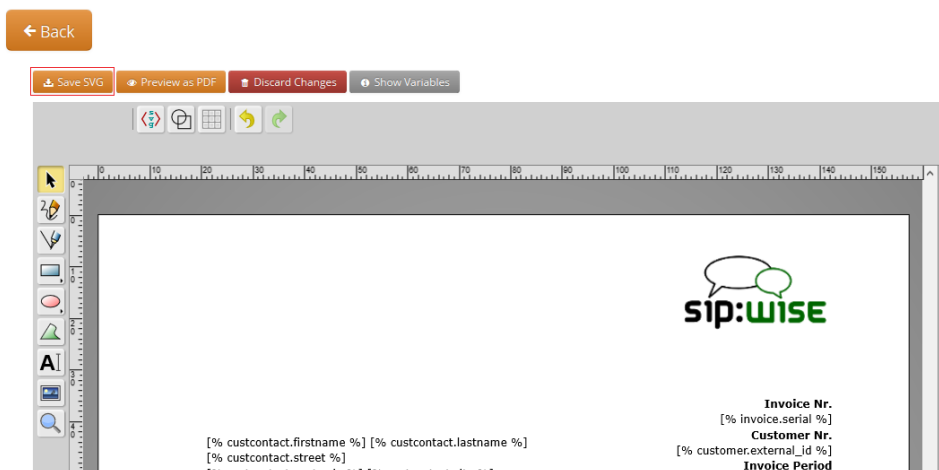 Back
Save SVG Preview as PDF Discard Changes Show Variables
0 10 20 30 40 50 60 70 80 90 100 110 120 130 140 150
sip:wise
Invoice Nr.
[% invoice.serial %]
Customer Nr.
[% custcontact.firstname %] [% custcontact.lastname %]
[% customer.external_id %]
[% custcontact.street %]
Invoice Period